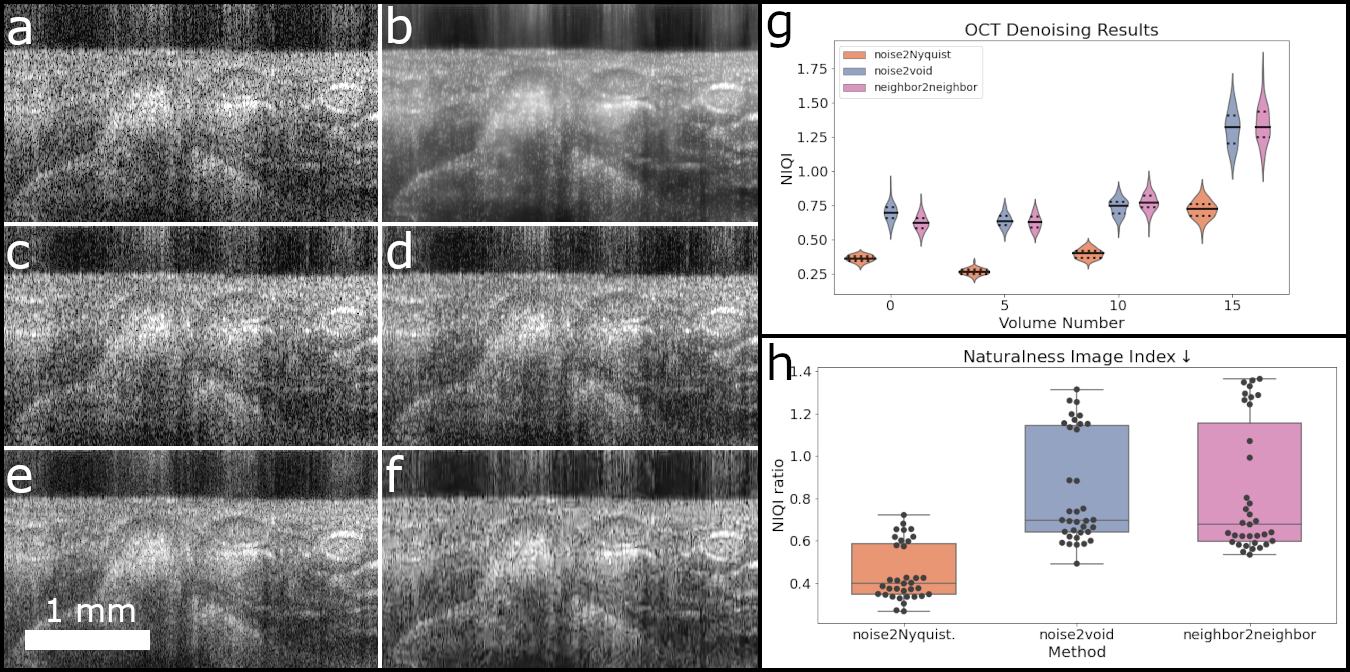 a
b
c
d
e
1 mm
f
g
OCT Denoising Results
noise2Nyquist
noise2void
neighbor2neighbor
1.75
1.50
1.25
1.00
0.75
0.50
0.25
NIQI
0 5 10 15
Volume Number
h
Naturalness Image Index ↓
1.4
1.2
1.0
0.8
0.6
0.4
NIQI ratio
noise2Nyquist. noise2void neighbor2neighbor
Method